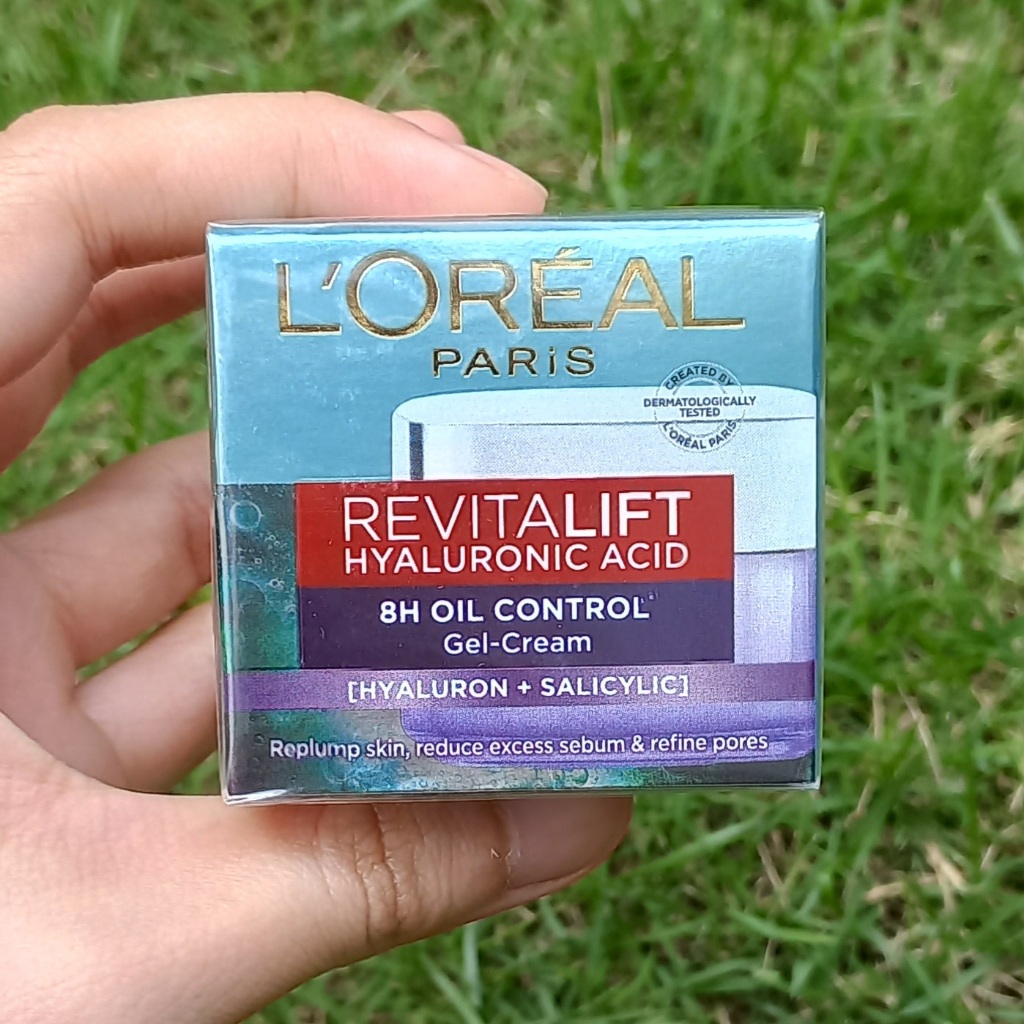 L'ORÉAL
PARiS
CREATED BY
DERMATOLOGICALLY
TESTED
L'ORÉAL PARIS
REVITALIFT
HYALURONIC ACID
8H OIL CONTROL
Gel-Cream
[HYALURON + SALICYLIC]
Replump skin, reduce excess sebum & refine pores